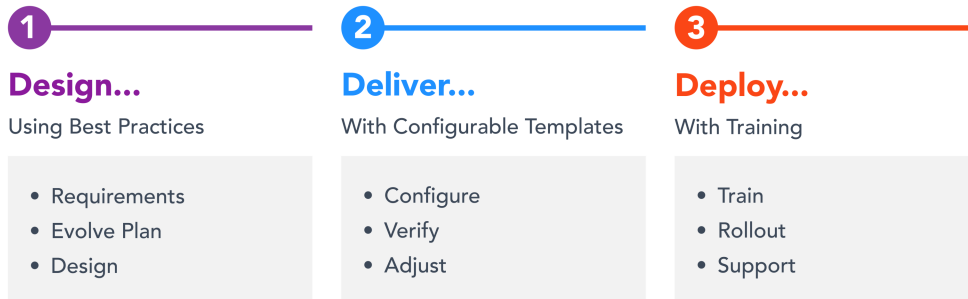 1
Design...
Using Best Practices
• Requirements
• Evolve Plan
• Design
2
Deliver...
With Configurable Templates
• Configure
• Verify
• Adjust
3
Deploy...
With Training
• Train
• Rollout
• Support